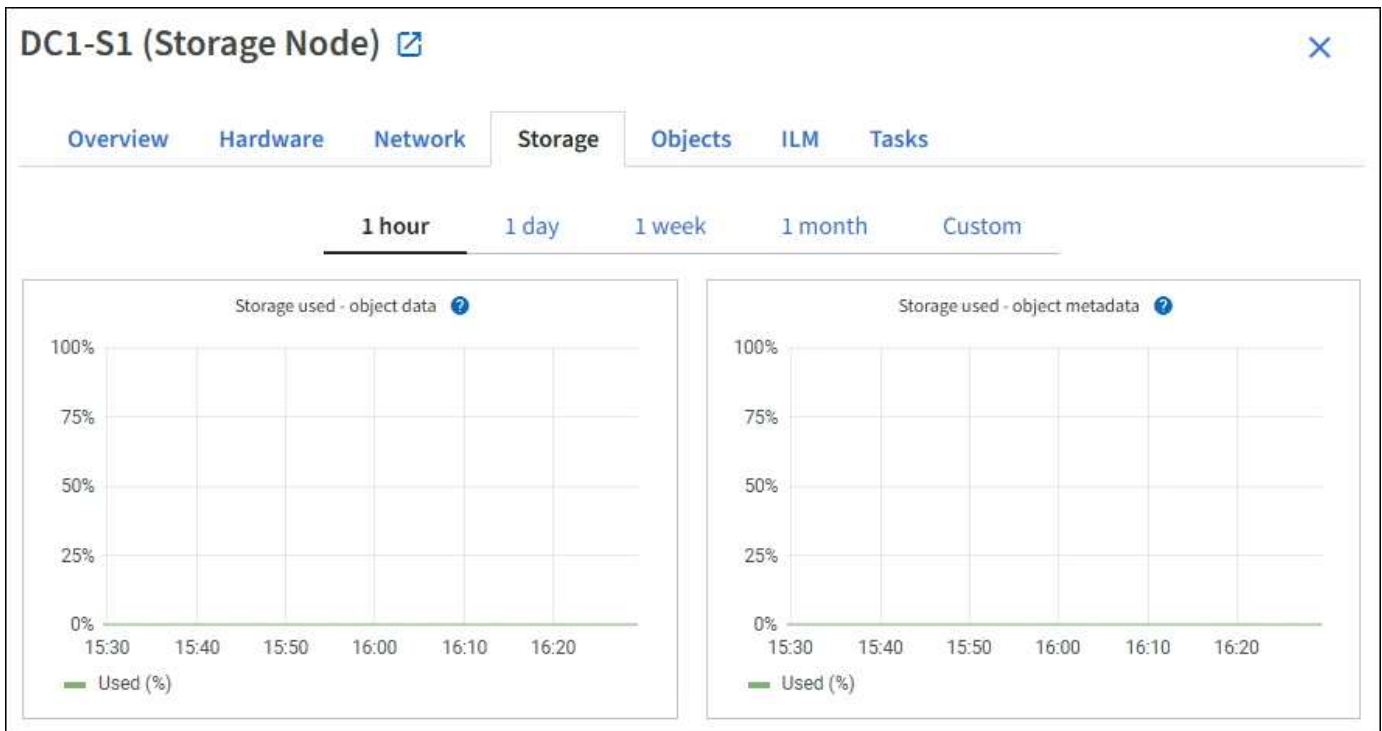 DC1-S1 (Storage Node)
Overview Hardware Network Storage Objects ILM Tasks
1 hour 1 day 1 week 1 month Custom
Storage used - object data ?
100%
75%
50%
25%
0%
15:30 15:40 15:50 16:00 16:10 16:20
Used (%)
Storage used - object metadata ?
100%
75%
50%
25%
0%
15:30 15:40 15:50 16:00 16:10 16:20
Used (%)